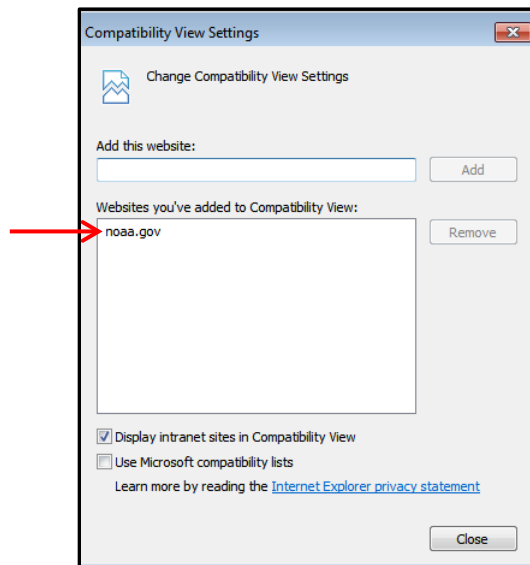 Compatibility View Settings
Change Compatibility View Settings
Add this website:
Add
Websites you've added to Compatibility View:
noaa.gov
Remove
Display intranet sites in Compatibility View
Use Microsoft compatibility lists
Learn more by reading the Internet Explorer privacy statement
Close